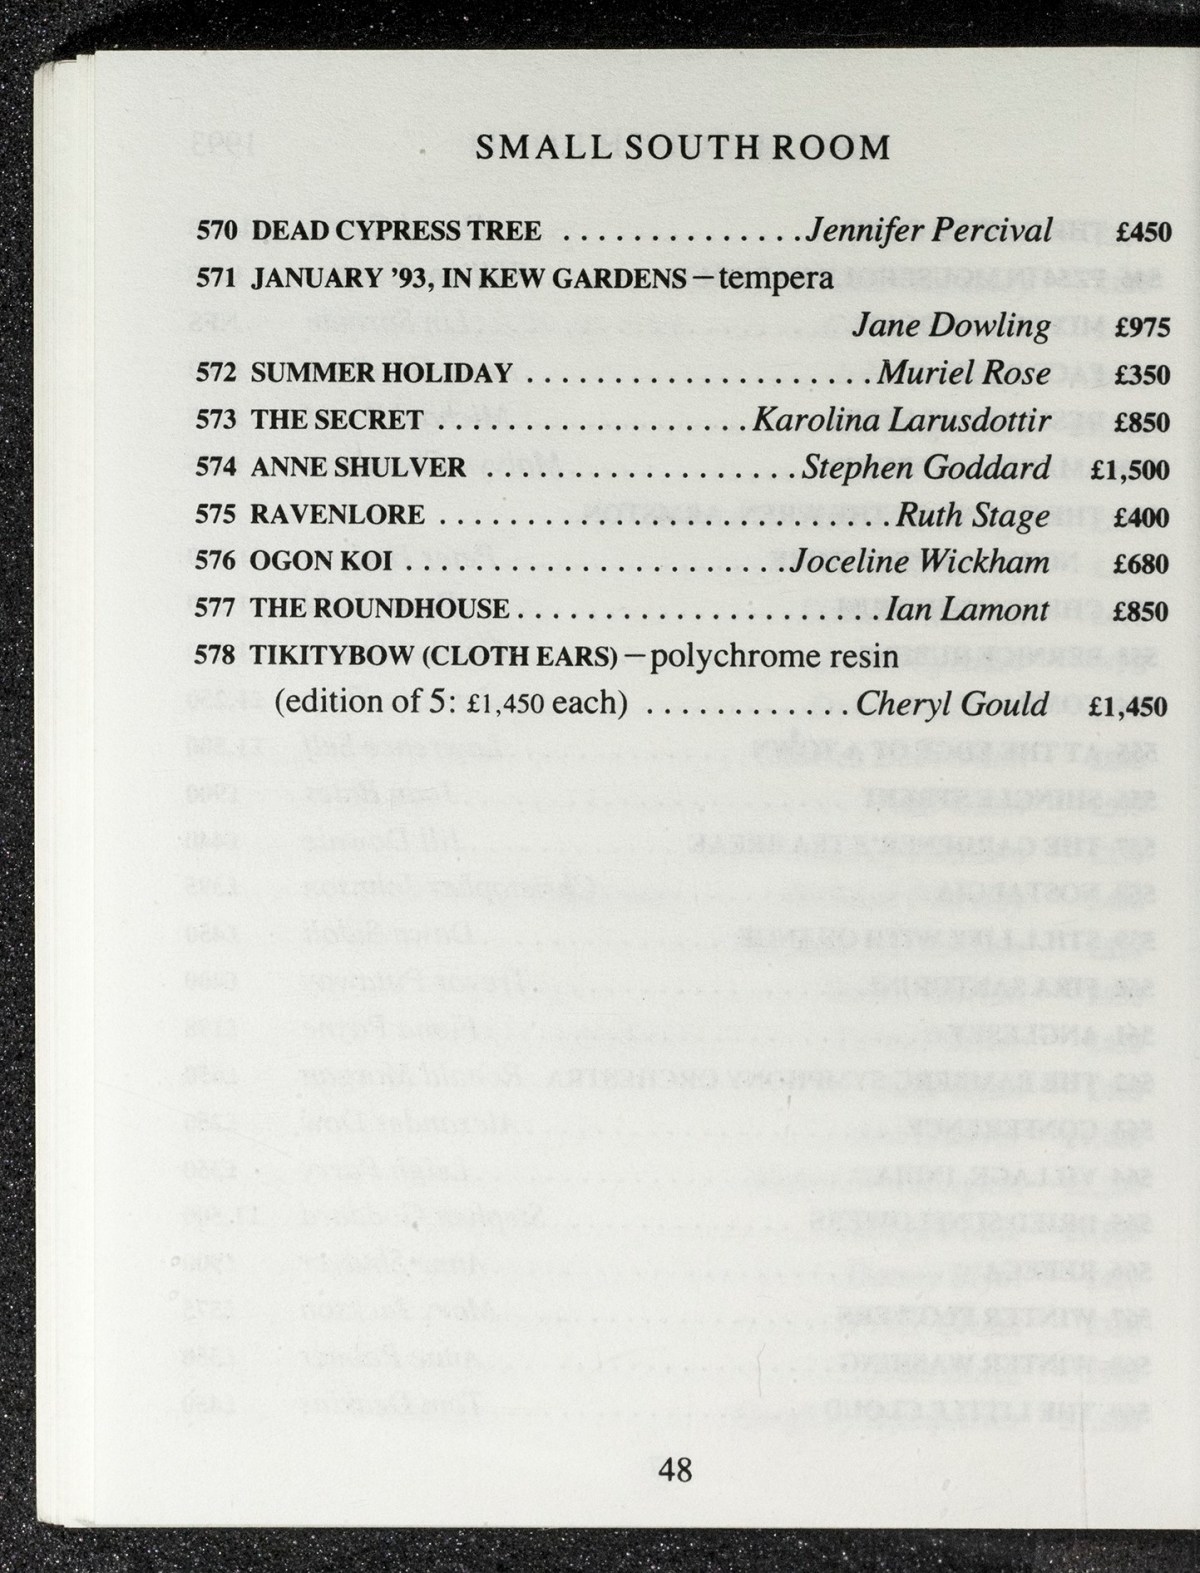 SMALL SOUTH ROOM
570 DEAD CYPRESS TREE . . . . . . . . . . . . . . Jennifer Percival £450
571 JANUARY '93, IN KEW GARDENS – tempera
Jane Dowling £975
572 SUMMER HOLIDAY . . . . . . . . . . . . . . . . . . . . Muriel Rose £350
573 THE SECRET . . . . . . . . . . . . . . . . . . Karolina Larusdottir £850
574 ANNE SHULVER . . . . . . . . . . . . . . . . . . Stephen Goddard £1,500
575 RAVENLORE . . . . . . . . . . . . . . . . . . . . . . . . . . Ruth Stage £400
576 OGON KOI . . . . . . . . . . . . . . . . . . . . . . Joceline Wickham £680
577 THE ROUNDHOUSE . . . . . . . . . . . . . . . . . . . . . Ian Lamont £850
578 TIKITYBOW (CLOTH EARS) – polychrome resin
(edition of 5: £1,450 each) . . . . . . . . . . . . Cheryl Gould £1,450
48